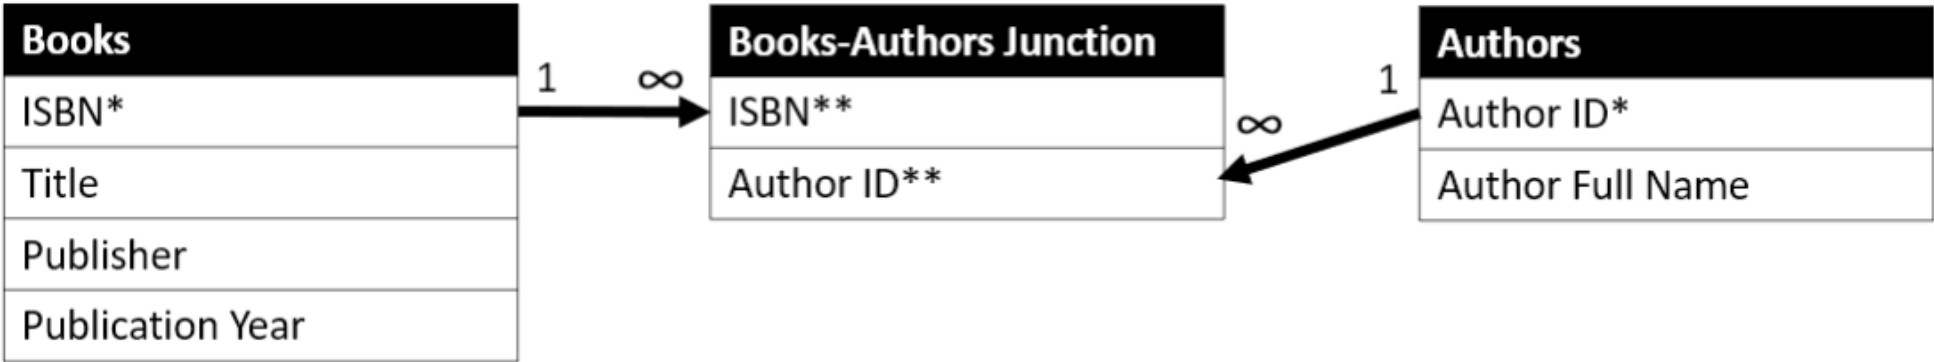 Books
ISBN*
Title
Publisher
Publication Year
1
∞
Books-Authors Junction
ISBN**
Author ID**
∞
1
Authors
Author ID*
Author Full Name